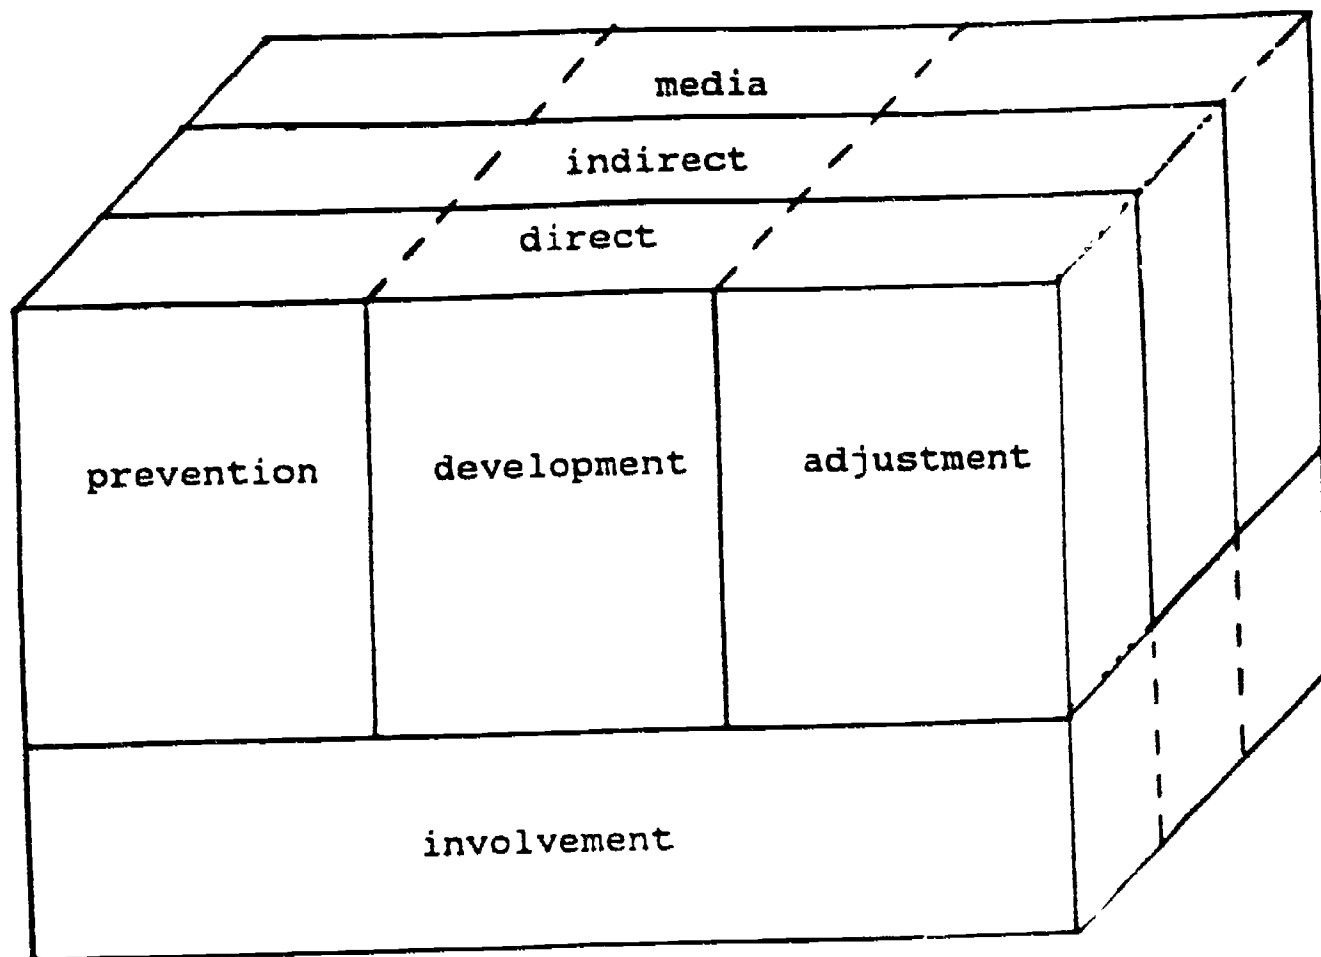 media
indirect
direct
prevention development adjustment
involvement